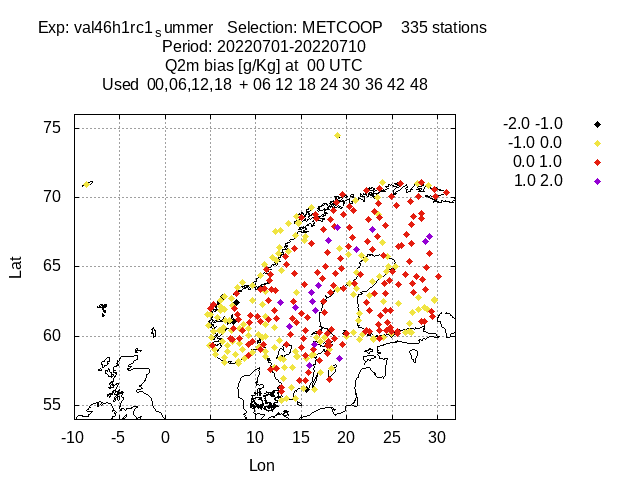 Exp: val46h1rc1s ummer Selection: METCOOP 335 stations
Period: 20220701-20220710
Q2m bias [g/Kg] at 00 UTC
Used 00,06,12,18 + 06 12 18 24 30 36 42 48
-2.0 -1.0
-1.0 0.0
0.0 1.0
1.0 2.0
75
70
65
60
55
Lat
-10 -5 0 5 10 15 20 25 30
Lon